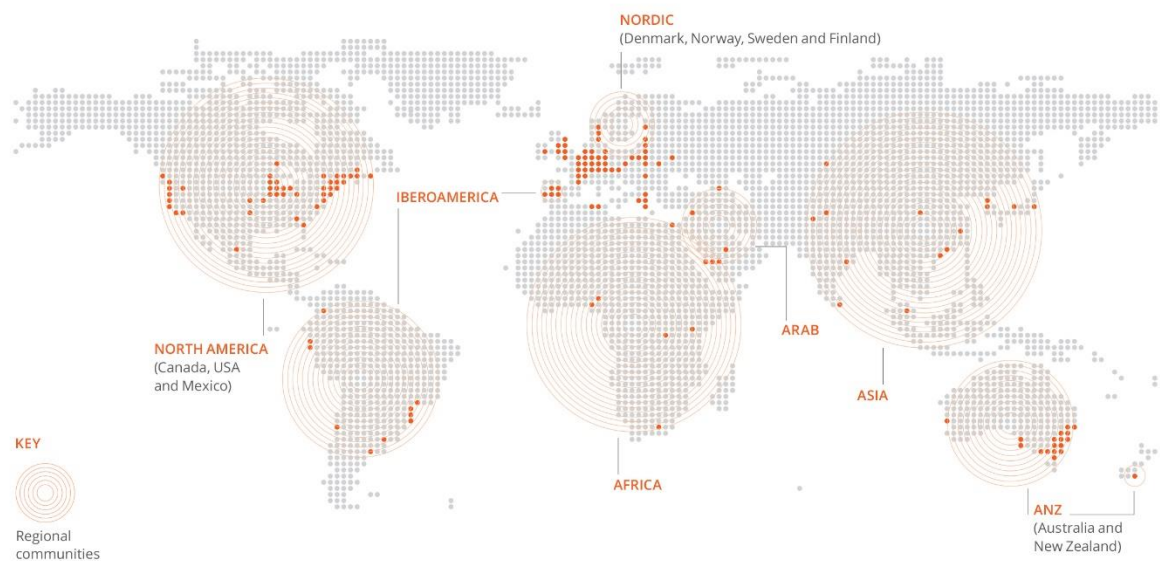 NORDIC
(Denmark, Norway, Sweden and Finland)
IBEROAMERICA
ARAB
NORTH AMERICA
(Canada, USA
and Mexico)
ASIA
KEY
AFRICA
Regional
communities
ANZ
(Australia and
New Zealand)